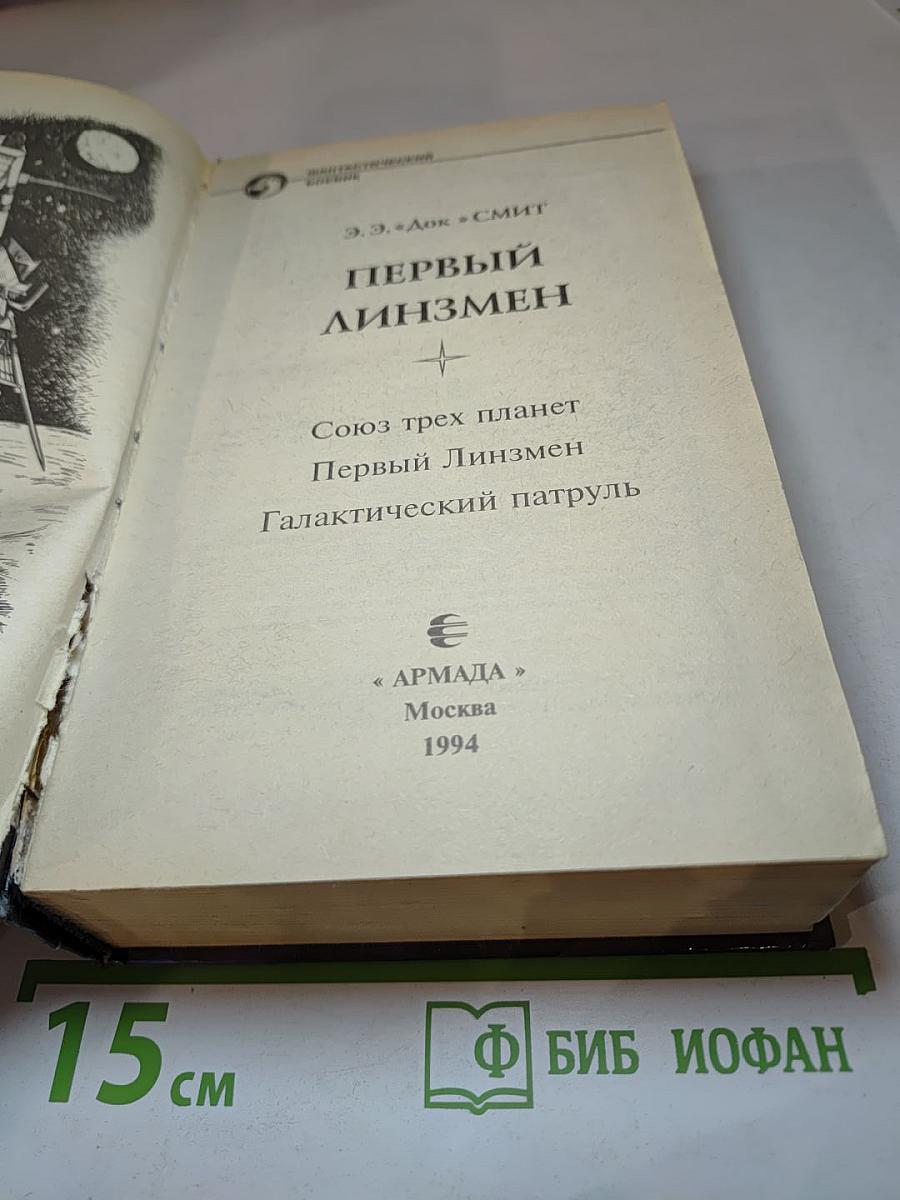 ФАНТАСТИЧЕСКИЙ
БОЕВИК
Э. Э. «Док » СМИТ
ПЕРВЫЙ
ЛИНЗМЕН
Союз трех планет
Первый Линзмен
Галактический патруль
« АРМАДА »
Москва
1994
15 см
Ф БИБ ИОФАН